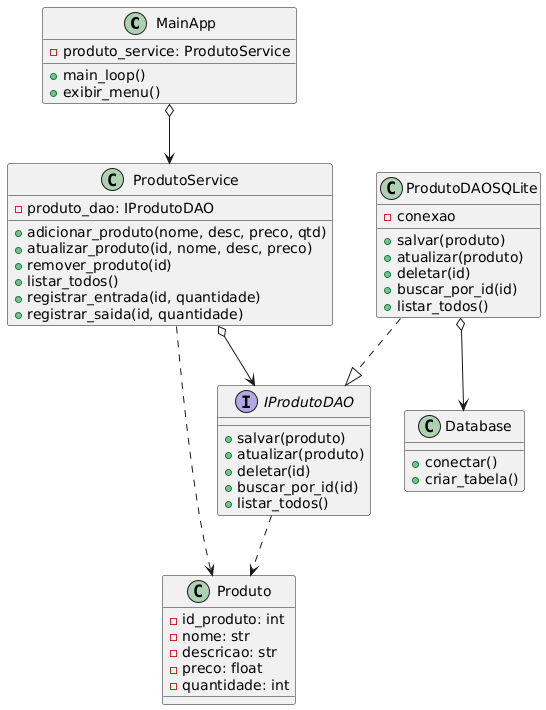 C MainApp
produto_service: ProdutoService
main_loop()
exibir_menu()
C ProdutoService
produto_dao: IProdutoDAO
adicionar_produto(nome, desc, preco, qtd)
atualizar_produto(id, nome, desc, preco)
remover_produto(id)
listar_todos()
registrar_entrada(id, quantidade)
registrar_saida(id, quantidade)
C ProdutoDAOSQLite
conexao
salvar(produto)
atualizar(produto)
deletar(id)
buscar_por_id(id)
listar_todos()
I IProdutoDAO
salvar(produto)
atualizar(produto)
deletar(id)
buscar_por_id(id)
listar_todos()
C Database
conectar()
criar_tabela()
C Produto
id_produto: int
nome: str
descricao: str
preco: float
quantidade: int